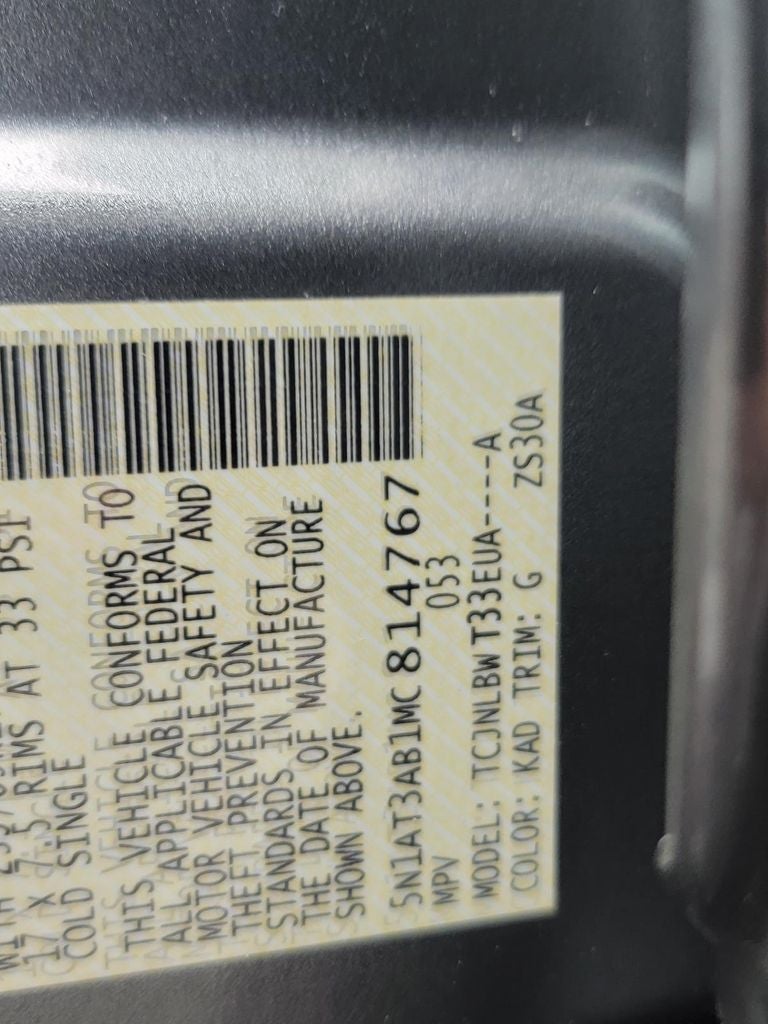 17 X 7.5 RIMS AT 33 PSI
COLD SINGLE
THIS VEHICLE CONFORMS TO
ALL APPLICABLE FEDERAL
MOTOR VEHICLE SAFETY AND
THEFT PREVENTION
STANDARDS IN EFFECT ON
THE DATE OF MANUFACTURE
SHOWN ABOVE.
5N1AT3AB1MC814767
MPV 053
MODEL: TCJNLBWT33EUA----A
COLOR: KAD TRIM: G ZS30A